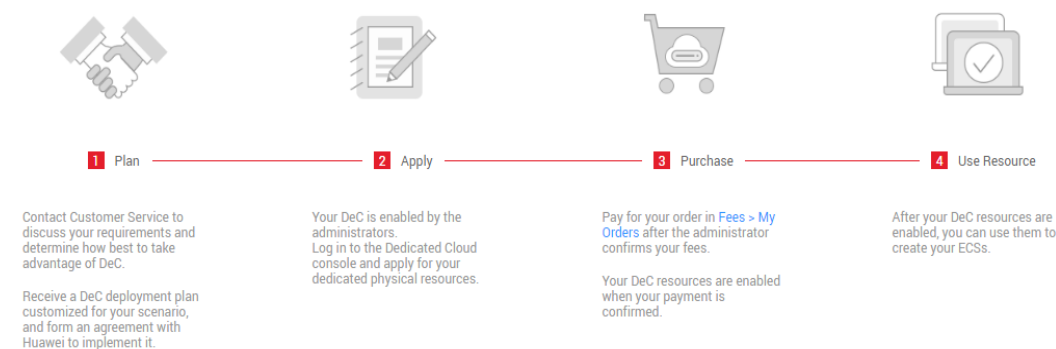 1 Plan
2 Apply
3 Purchase
4 Use Resource
Contact Customer Service to
discuss your requirements and
determine how best to take
advantage of DeC.
Receive a DeC deployment plan
customized for your scenario,
and form an agreement with
Huawei to implement it.
Your DeC is enabled by the
administrators.
Log in to the Dedicated Cloud
console and apply for your
dedicated physical resources.
Pay for your order in Fees > My
Orders after the administrator
confirms your fees.
Your DeC resources are enabled
when your payment is
confirmed.
After your DeC resources are
enabled, you can use them to
create your ECSs.